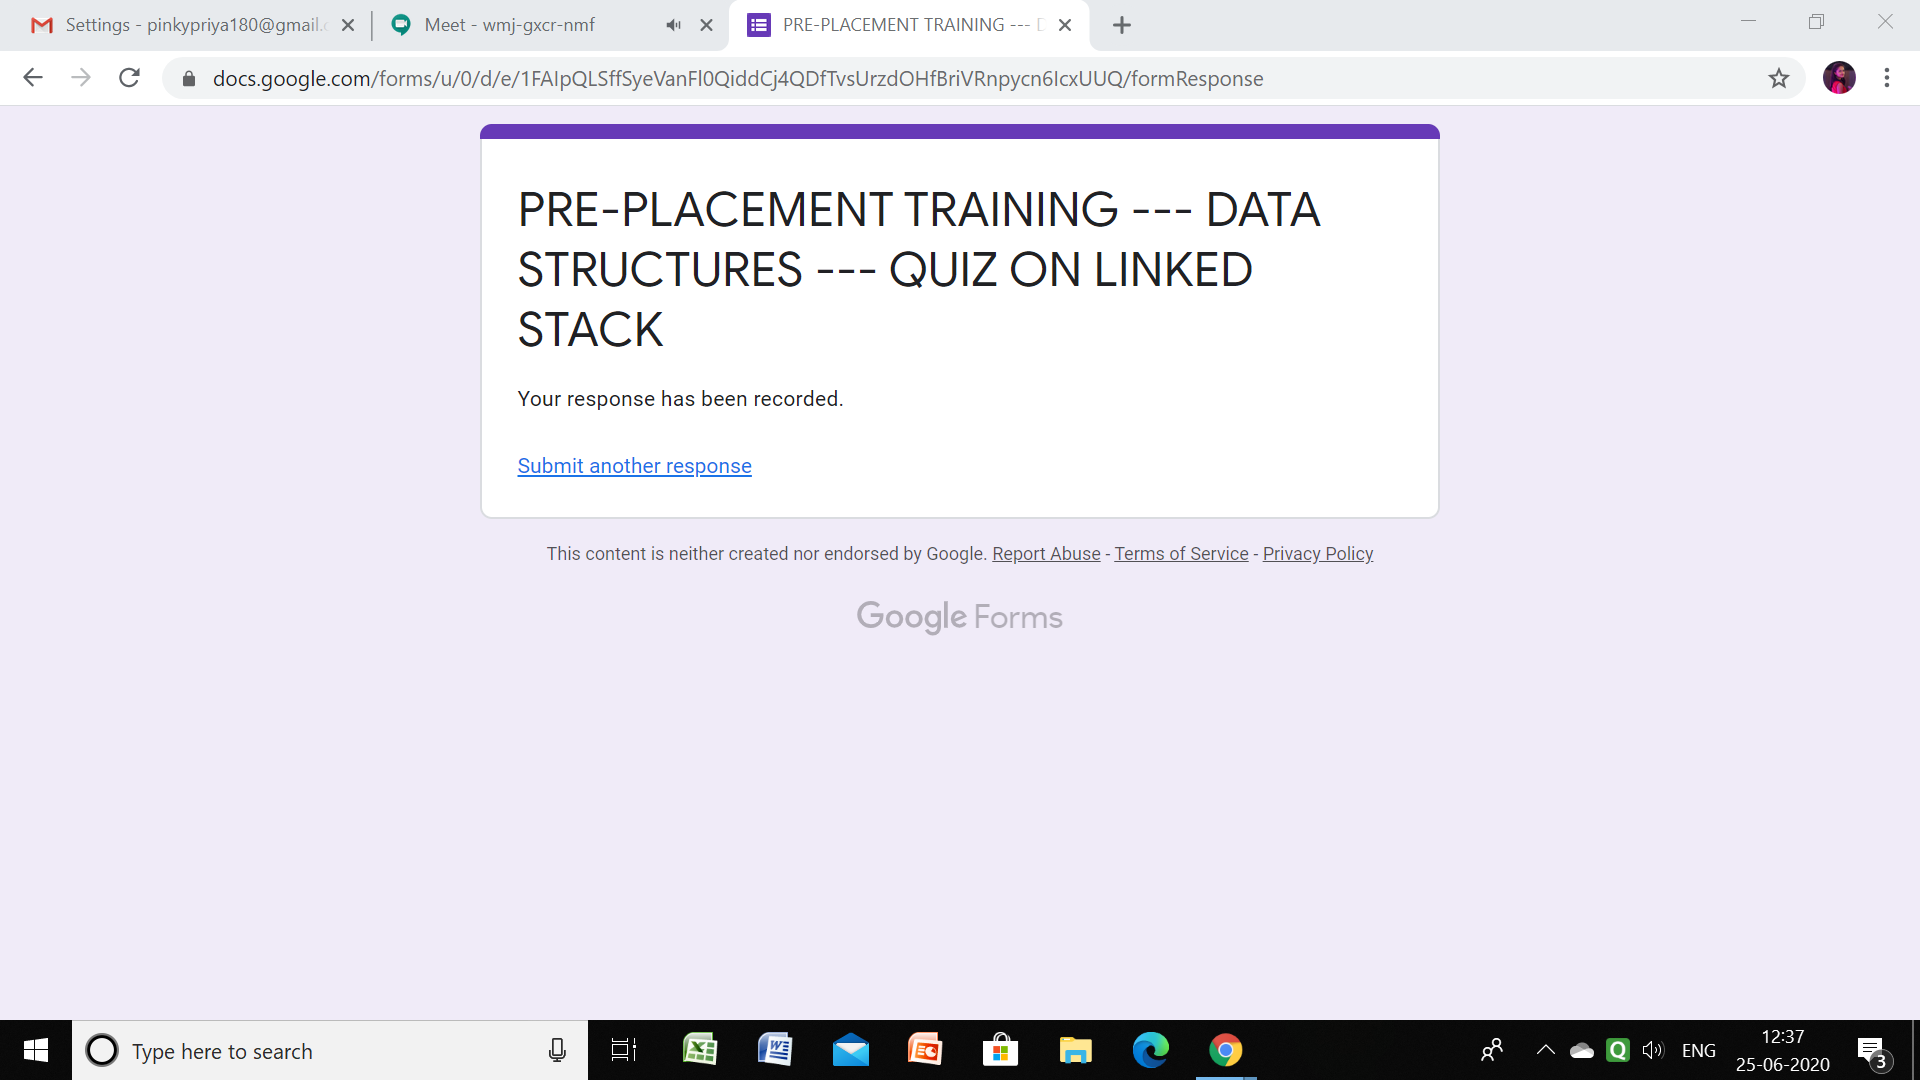 Settings - pinkypriya180@gmail.c
Meet - wmj-gxcr-nmf
PRE-PLACEMENT TRAINING --- D
docs.google.com/forms/u/0/d/e/1FAIpQLSffSyeVanFl0QiddCj4QDfTvsUrzdOHfBriVRnpycn6IcxUUQ/formResponse
PRE-PLACEMENT TRAINING --- DATA
STRUCTURES --- QUIZ ON LINKED
STACK
Your response has been recorded.
Submit another response
This content is neither created nor endorsed by Google. Report Abuse - Terms of Service - Privacy Policy
Google Forms
Type here to search
ENG
12:37
25-06-2020
3